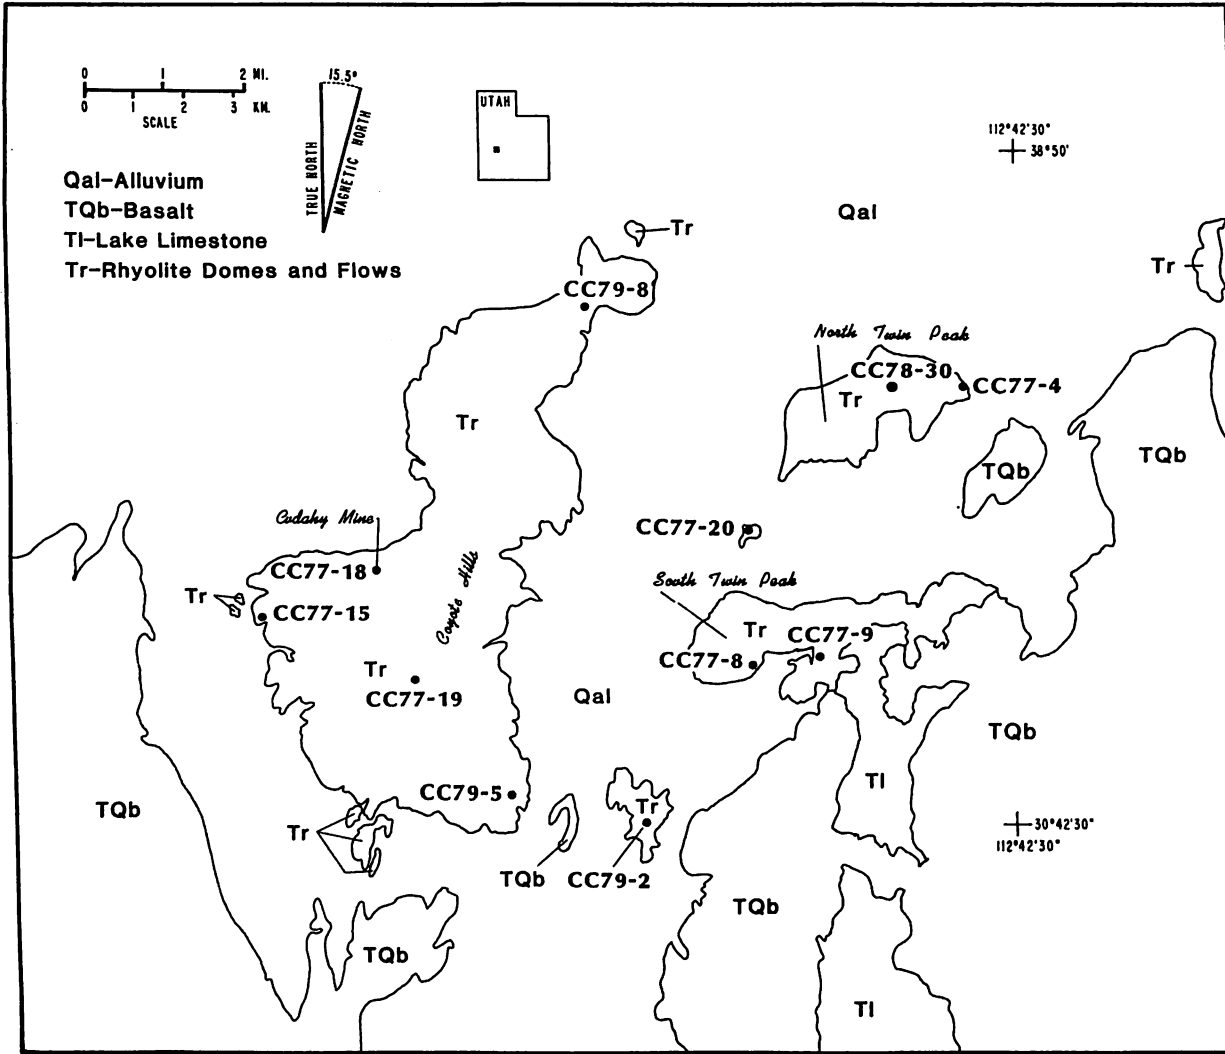 0 1 2 MI.
0 1 2 3 KM.
SCALE
15.5°
TRUE NORTH
MAGNETIC NORTH
UTAH
112°42'30"
38°50'
Qal-Alluvium
TQb-Basalt
Tl-Lake Limestone
Tr-Rhyolite Domes and Flows
Qal
Tr
Tr
CC79-8
North Twin Peak
CC78-30
CC77-4
Tr
Tr
TQb
TQb
Cudahy Mine
CC77-20
CC77-18
Coyote Hills
South Twin Peak
Tr
CC77-15
Tr
CC77-9
CC77-8
Tr
CC77-19
Qal
TQb
Tl
CC79-5
TQb
Tr
Tr
30°42'30"
112°42'30"
TQb
CC79-2
TQb
TQb
Tl